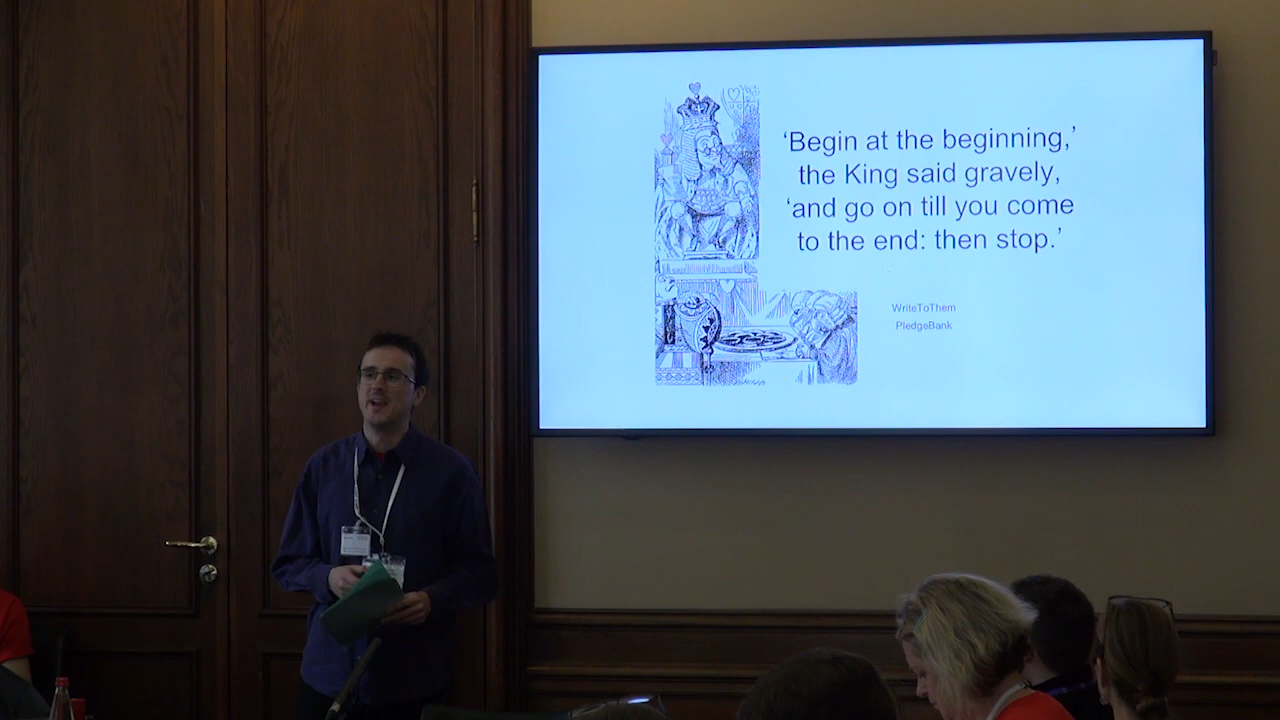 ‘Begin at the beginning,’
the King said gravely,
‘and go on till you come
to the end: then stop.’
WriteToThem
PledgeBank